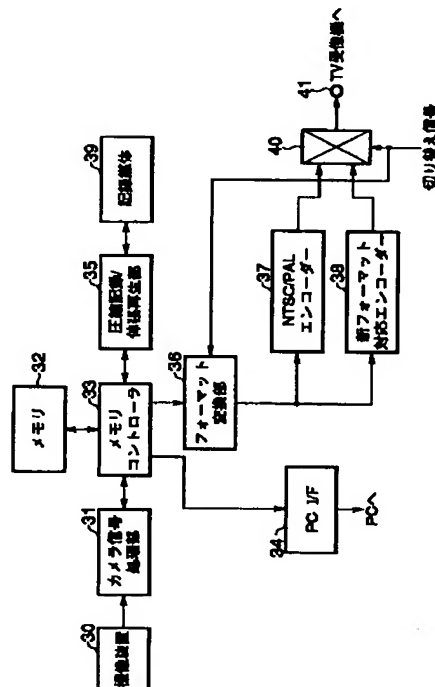 30
撮像装置
31
カメラ信号
処理部
32
メモリ
33
メモリ
コントローラ
34
PC I/F
PCへ
35
圧縮記録/
伸張再生部
39
記録媒体
36
フォーマット
変換部
37
NTSC/PAL
エンコーダー
38
新フォーマット
対応エンコーダー
40
41
TV受像機へ
切り換え信号